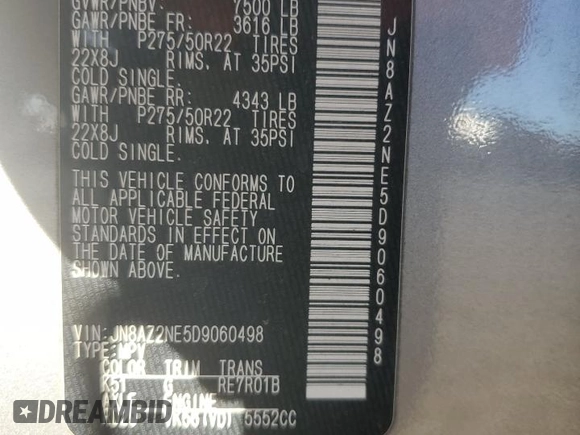 GVWR/PNBV: 7500 LB
GAWR/PNBE FR: 3616 LB
WITH P275/50R22 TIRES
22X8J RIMS, AT 35PSI
COLD SINGLE.
GAWR/PNBE RR: 4343 LB
WITH P275/50R22 TIRES
22X8J RIMS, AT 35PSI
COLD SINGLE.
THIS VEHICLE CONFORMS TO
ALL APPLICABLE FEDERAL
MOTOR VEHICLE SAFETY
STANDARDS IN EFFECT ON
THE DATE OF MANUFACTURE
SHOWN ABOVE.
VIN:JN8AZ2NE5D9060498
TYPE:MPV
COLOR TRIM TRANS
K51 G RE7R01B
ENGINE
5552CC
JN8AZ2NE5D9060498
DREAMBID